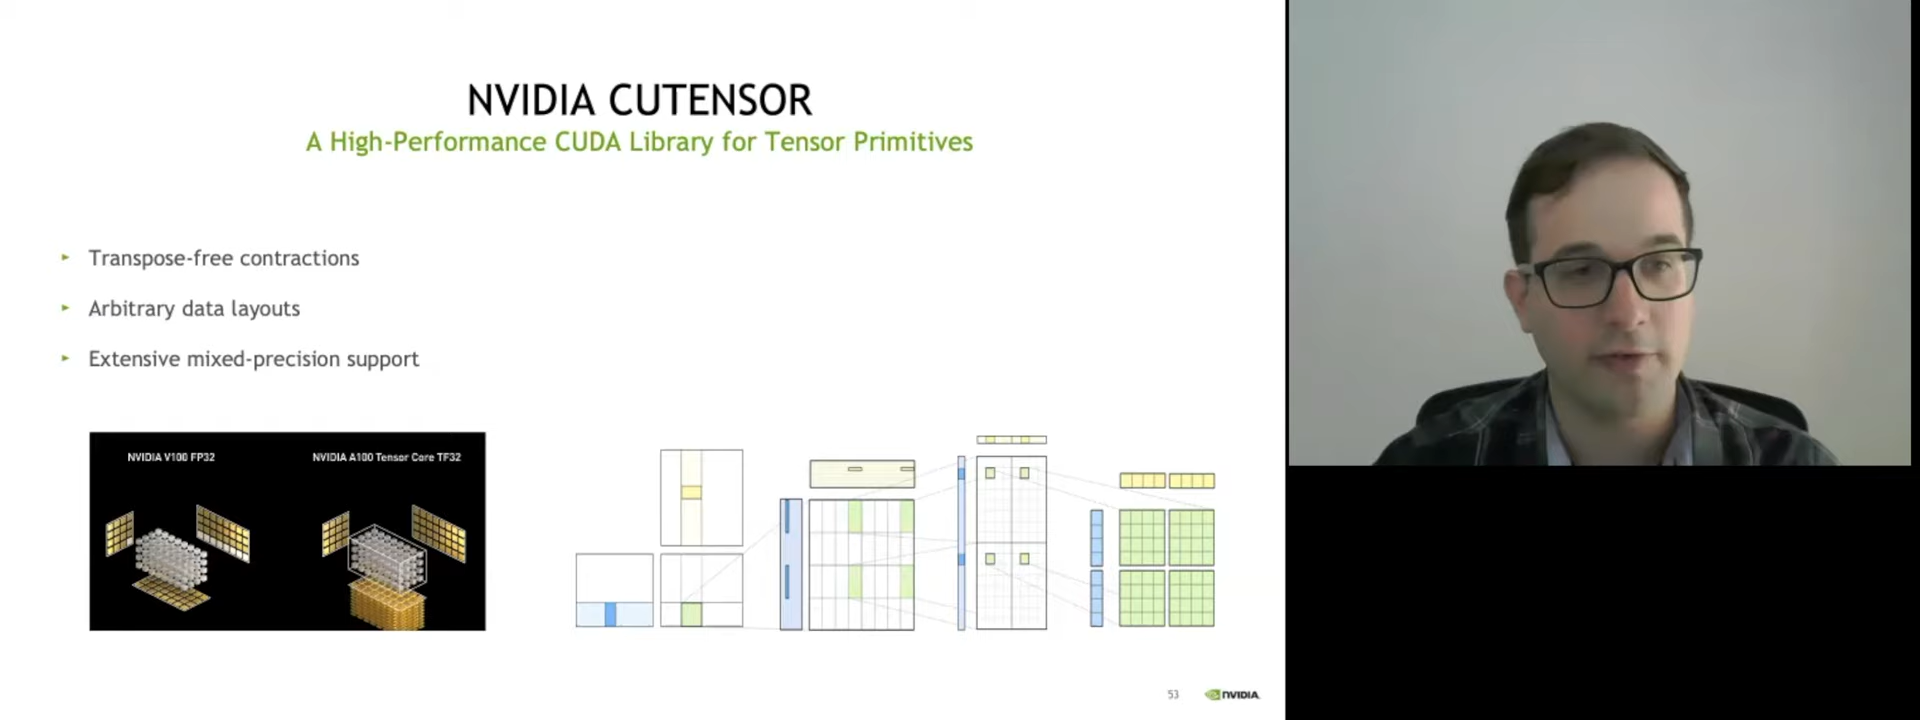 NVIDIA CUTENSOR
A High-Performance CUDA Library for Tensor Primitives
Transpose-free contractions
Arbitrary data layouts
Extensive mixed-precision support
NVIDIA V100 FP32
NVIDIA A100 Tensor Core TF32
53
NVIDIA.